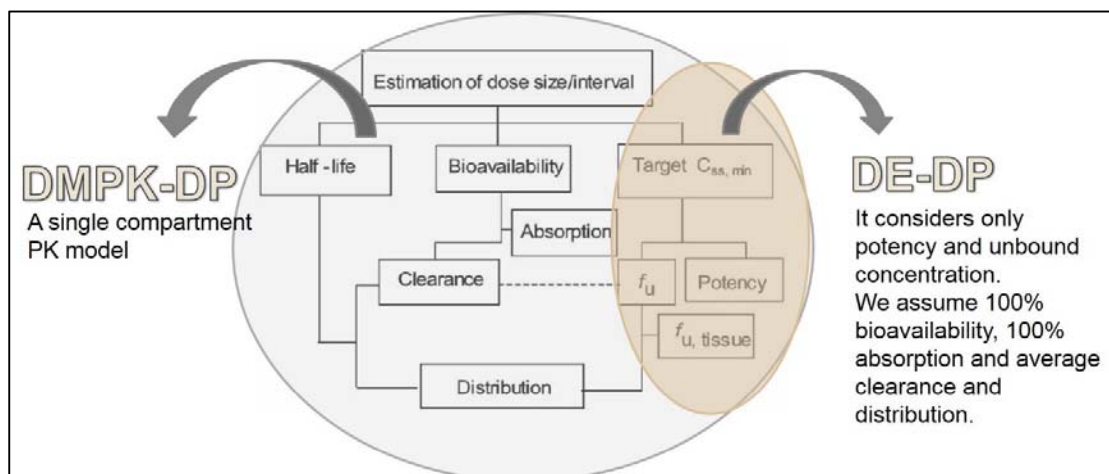 Estimation of dose size/interval
Half-life
Bioavailability
Target C ss, min
DMPK-DP
A single compartment
PK model
DE-DP
It considers only
potency and unbound
concentration.
We assume 100%
bioavailability, 100%
absorption and average
clearance and
distribution.
Absorption
Clearance
fu
Potency
fu, tissue
Distribution